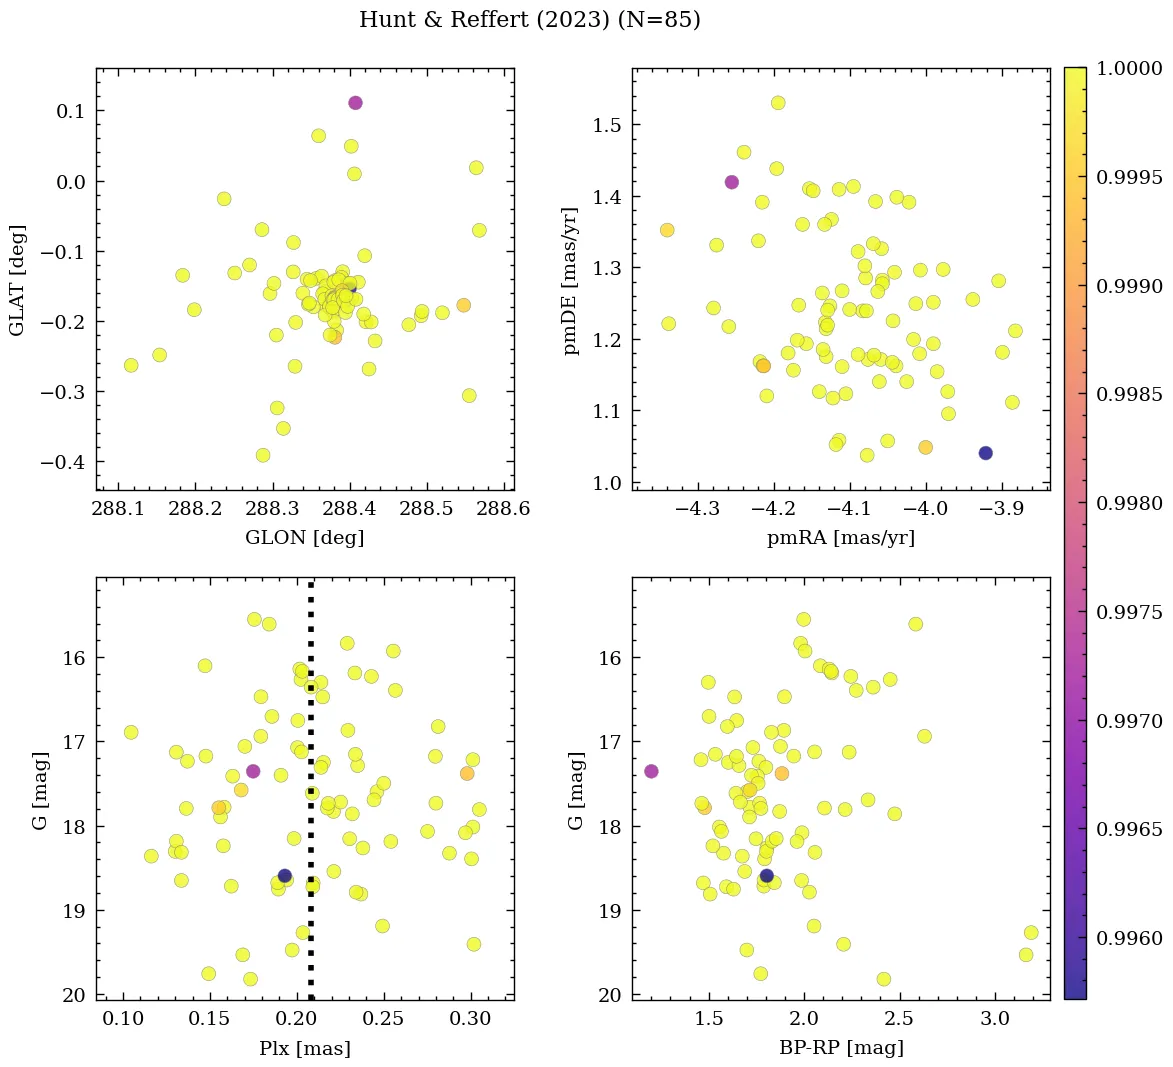 Hunt & Reffert (2023) (N=85)
0.1
0.0
−0.1
−0.2
−0.3
−0.4
GLAT [deg]
288.1 288.2 288.3 288.4 288.5 288.6
GLON [deg]
1.5
1.4
1.3
1.2
1.1
1.0
pmDE [mas/yr]
−4.3 −4.2 −4.1 −4.0 −3.9
pmRA [mas/yr]
16
17
18
19
20
G [mag]
0.10 0.15 0.20 0.25 0.30
Plx [mas]
16
17
18
19
20
G [mag]
1.5 2.0 2.5 3.0
BP-RP [mag]
1.0000
0.9995
0.9990
0.9985
0.9980
0.9975
0.9970
0.9965
0.9960